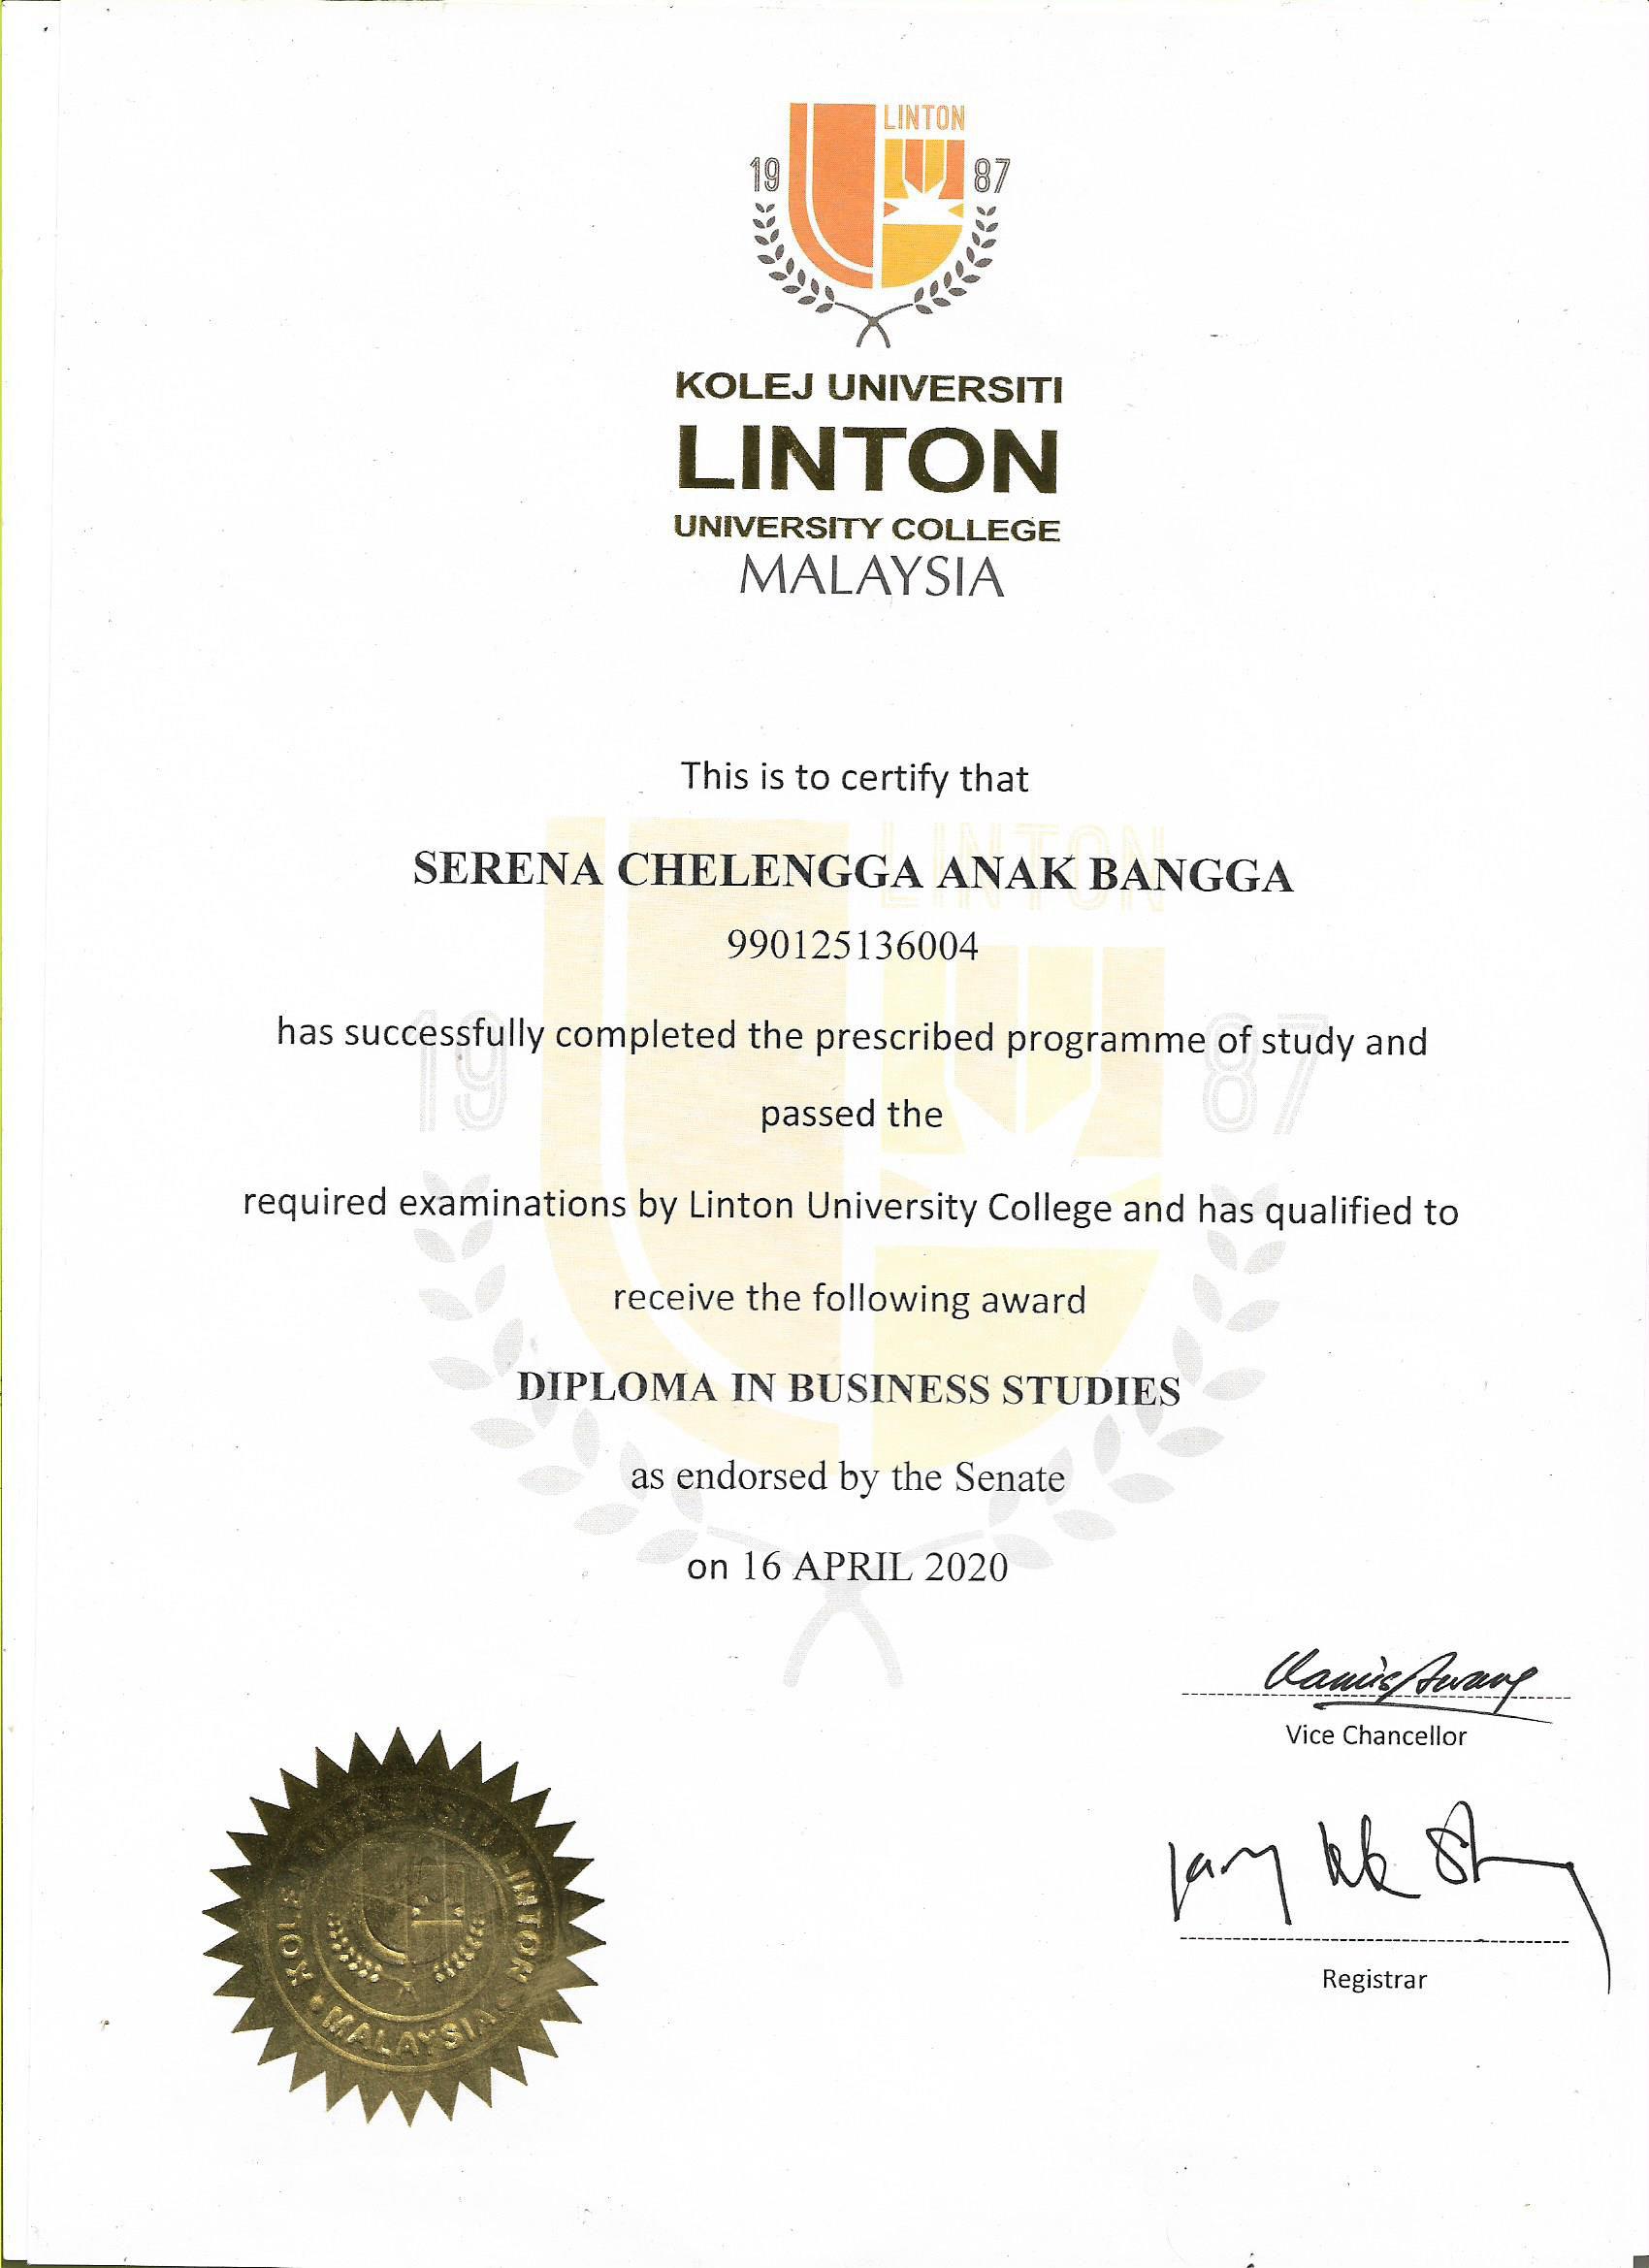 LINTON
19 87
KOLEJ UNIVERSITI
LINTON
UNIVERSITY COLLEGE
MALAYSIA
This is to certify that
SERENA CHELENGGA ANAK BANGGA
990125136004
has successfully completed the prescribed programme of study and
passed the
required examinations by Linton University College and has qualified to
receive the following award
DIPLOMA IN BUSINESS STUDIES
as endorsed by the Senate
on 16 APRIL 2020
Vice Chancellor
Registrar
LINTON
19 87
KOLEJ UNIVERSITI LINTON
MALAYSIA